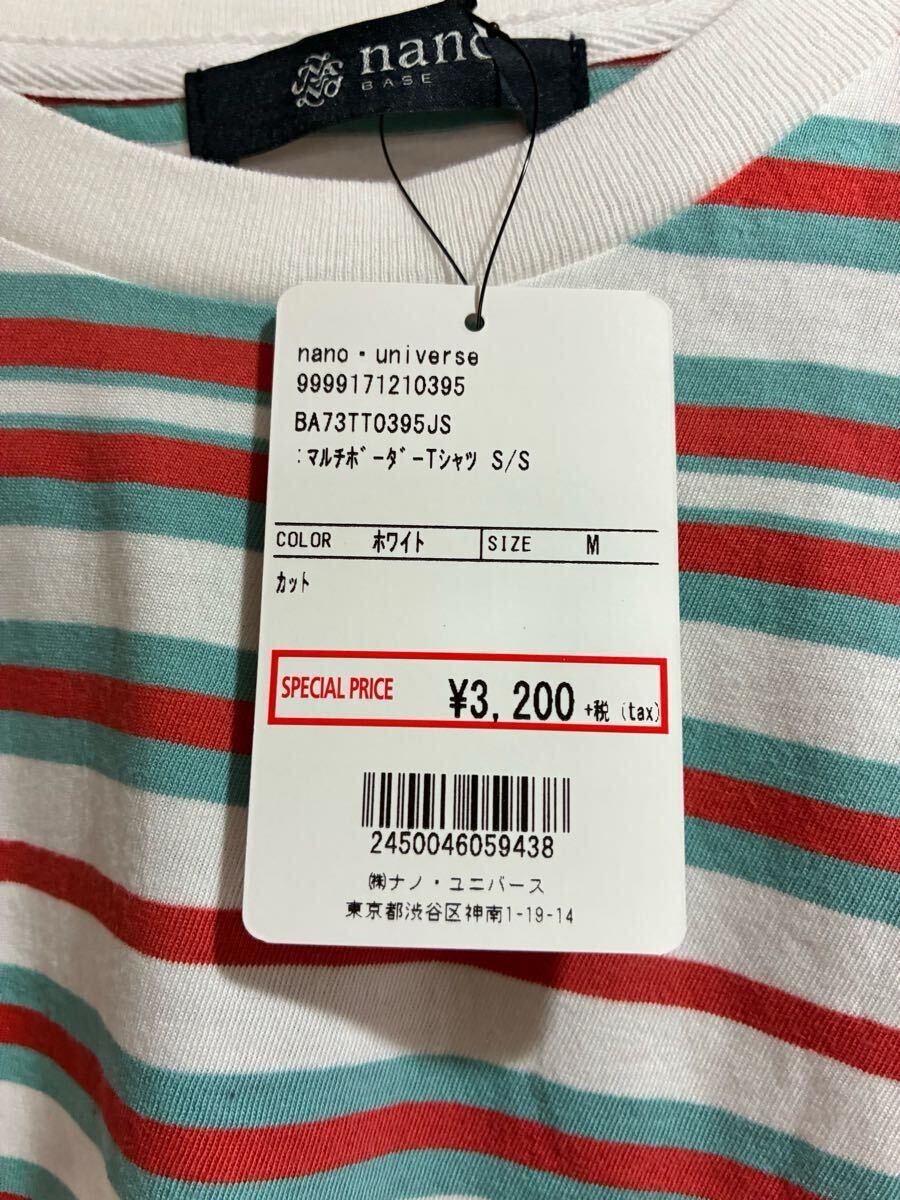 nano
BASE
nano・universe
9999171210395
BA73TT0395JS
:マルチボーダーTシャツ S/S
COLOR ホワイト SIZE M
カット
SPECIAL PRICE ¥3,200 +税 (tax)
2450046059438
㈱ナノ・ユニバース
東京都渋谷区神南1-19-14